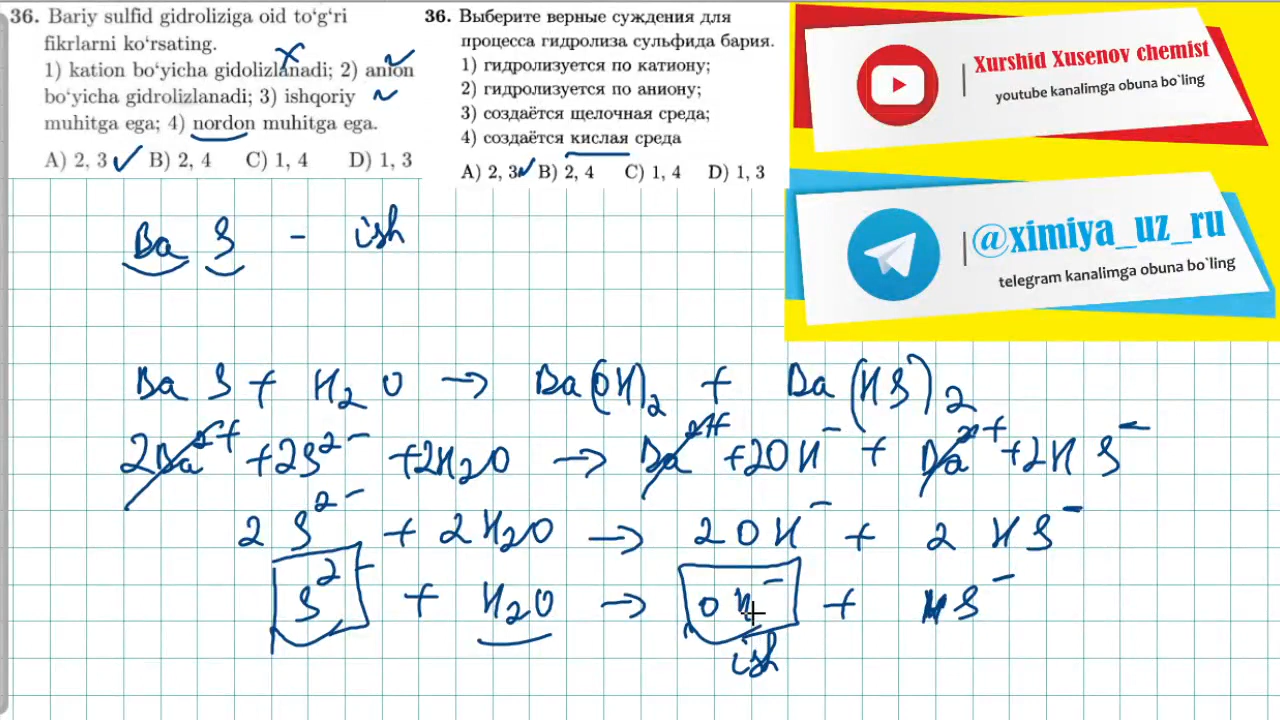 36. Bariy sulfid gidroliziga oid to‘g‘ri
fikrlarni ko‘rsating.
1) kation bo‘yicha gidolizlanadi; 2) anion
bo‘yicha gidrolizlanadi; 3) ishqoriy
muhitga ega; 4) nordon muhitga ega.
A) 2, 3 ✓ B) 2, 4 C) 1, 4 D) 1, 3
36. Выберите верные суждения для
процесса гидролиза сульфида бария.
1) гидролизуется по катиону;
2) гидролизуется по аниону;
3) создаётся щелочная среда;
4) создаётся кислая среда
A) 2, 3 ✓ B) 2, 4 C) 1, 4 D) 1, 3
Xurshid Xusenov chemist
youtube kanalimga obuna bo`ling
@ximiya_uz_ru
telegram kanalimga obuna bo`ling
Ba S - ish
Ba S + H2O → Ba(OH)2 + Ba(HS)2
2Ba²⁺ + 2S²⁻ + 2H2O → Ba²⁺ + 2OH⁻ + Ba²⁺ + 2HS⁻
2S²⁻ + 2H2O → 2OH⁻ + 2HS⁻
S²⁻ + H2O → OH⁻ + HS⁻
ish